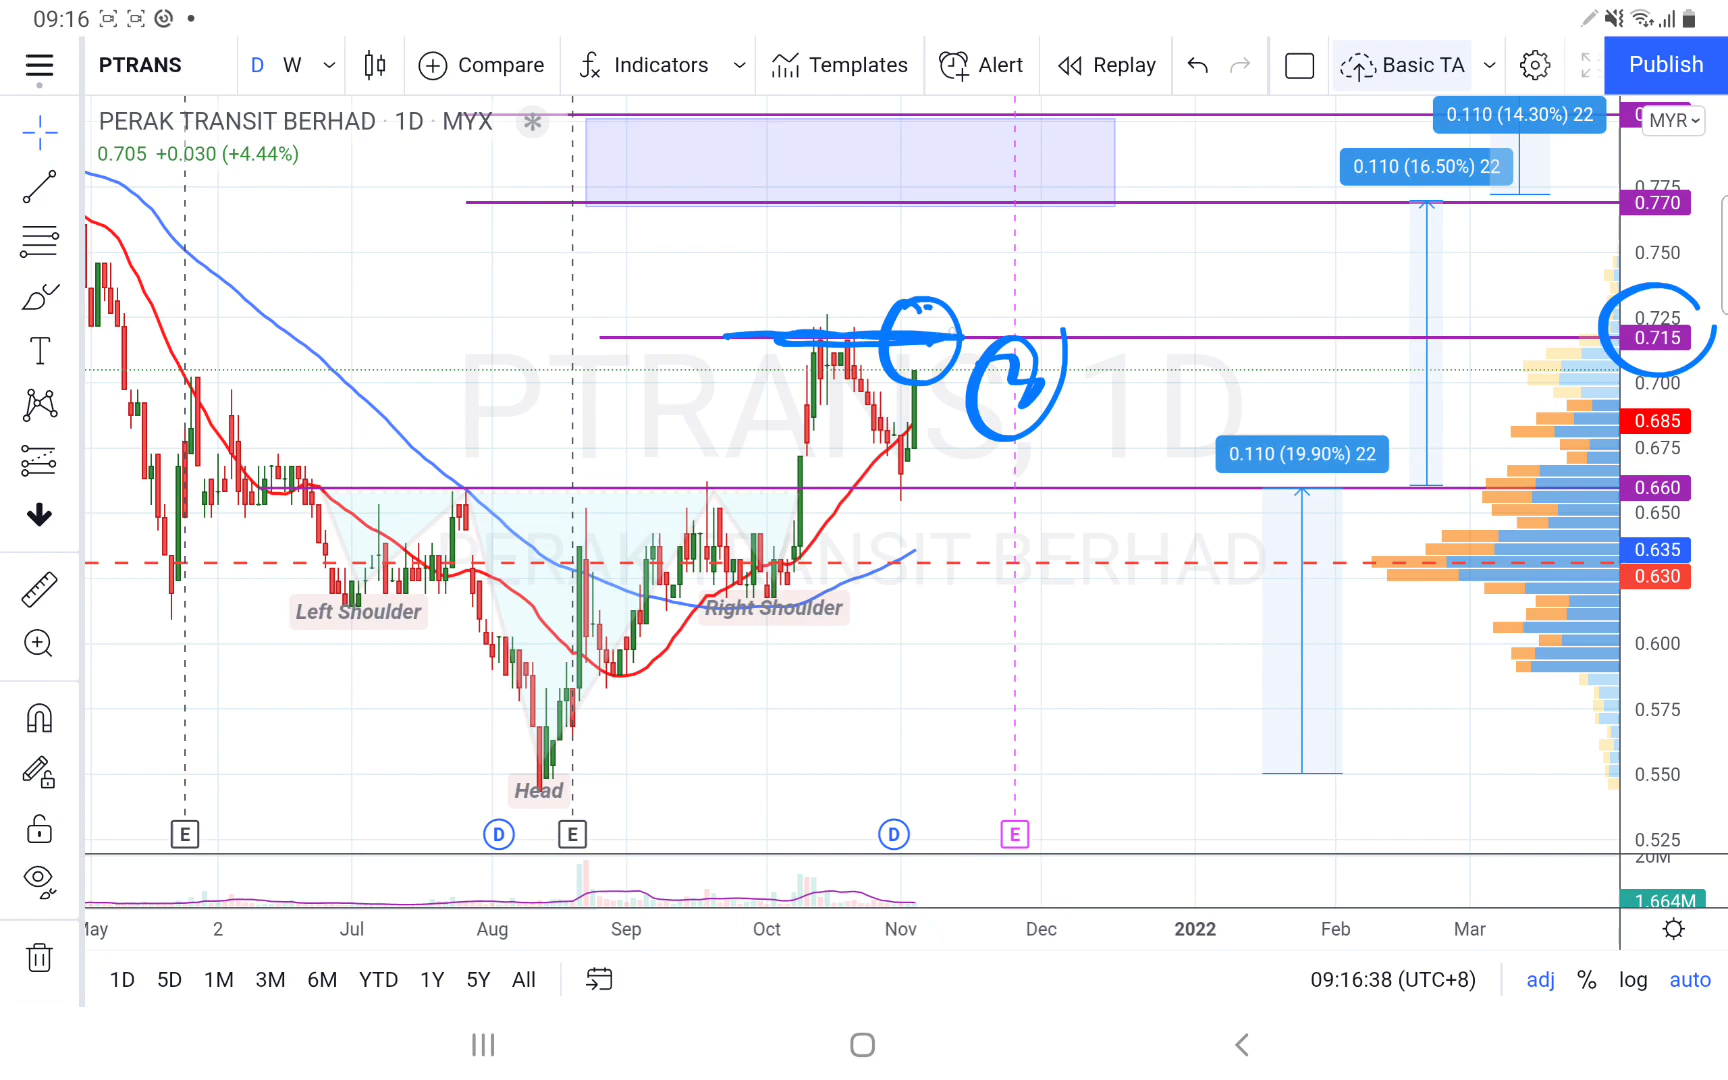 09:16
PTRANS D W Compare Indicators Templates Alert Replay Basic TA Publish
PERAK TRANSIT BERHAD · 1D · MYX
0.705 +0.030 (+4.44%)
0.110 (14.30%) 22
MYR
0.110 (16.50%) 22
0.775
0.770
0.750
0.725
0.715
0.700
0.685
0.675
0.110 (19.90%) 22
0.660
0.650
0.635
0.630
0.600
0.575
0.550
0.525
PTRANS, 1D
PERAK TRANSIT BERHAD
Left Shoulder
Right Shoulder
Head
E D E D E
20M
1.664M
May 2 Jul Aug Sep Oct Nov Dec 2022 Feb Mar
1D 5D 1M 3M 6M YTD 1Y 5Y All 09:16:38 (UTC+8) adj % log auto